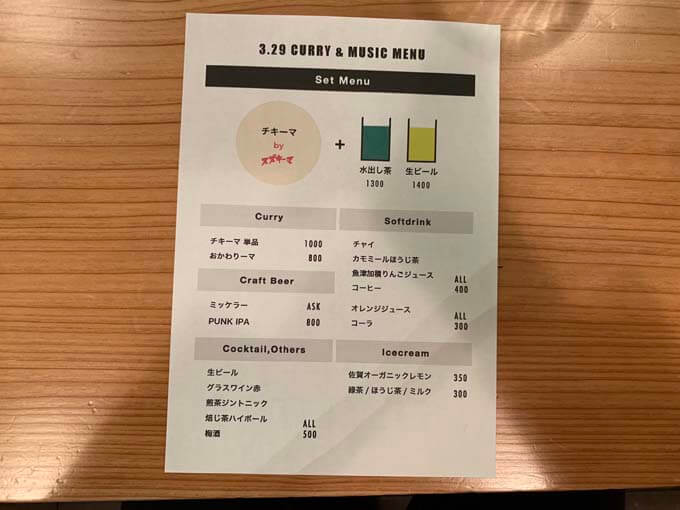 3.29 CURRY & MUSIC MENU
Set Menu
チキーマ
by
スズキーマ
+
水出し茶 生ビール
1300 1400
Curry
チキーマ 単品 1000
おかわりーマ 800
Craft Beer
ミッケラー ASK
PUNK IPA 800
Cocktail,Others
生ビール
グラスワイン赤
煎茶ジントニック
焙じ茶ハイボール ALL
梅酒 500
Softdrink
チャイ
カモミールほうじ茶
魚津加積りんごジュース ALL
コーヒー 400
オレンジジュース ALL
コーラ 300
Icecream
佐賀オーガニックレモン 350
緑茶 / ほうじ茶 / ミルク 300